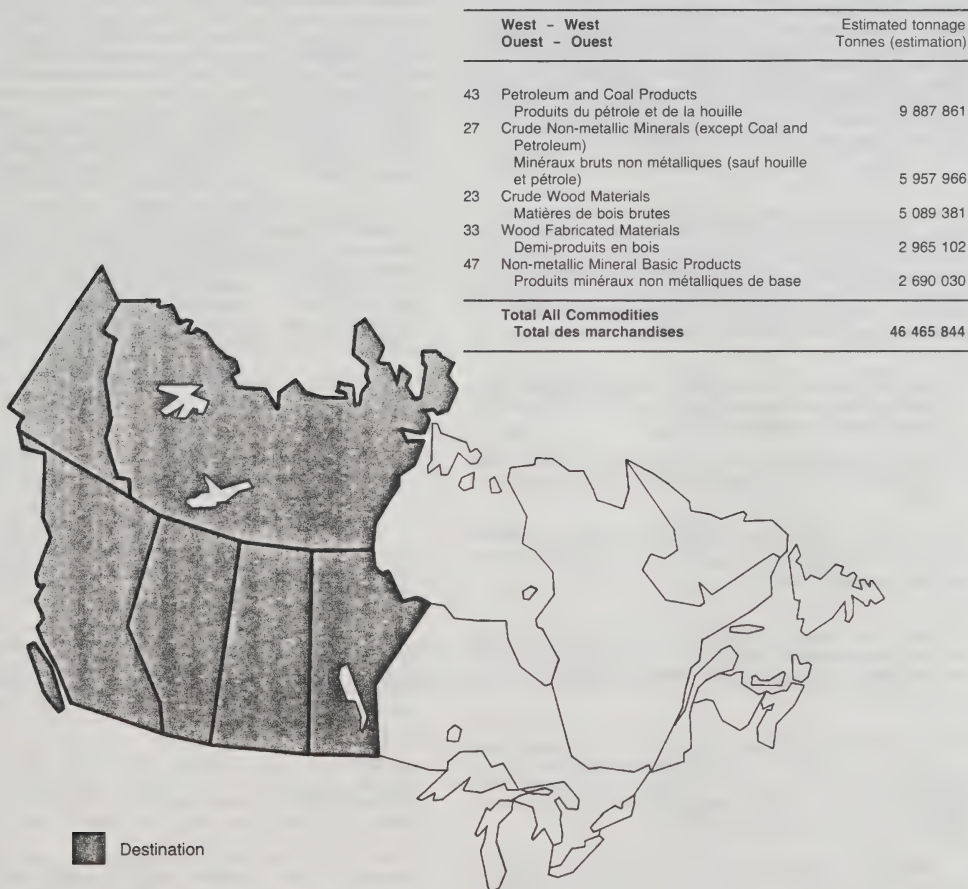 West - West Estimated tonnage
Ouest - Ouest Tonnes (estimation)
43 Petroleum and Coal Products
Produits du pétrole et de la houille 9 887 861
27 Crude Non-metallic Minerals (except Coal and
Petroleum)
Minéraux bruts non métalliques (sauf houille
et pétrole) 5 957 966
23 Crude Wood Materials
Matières de bois brutes 5 089 381
33 Wood Fabricated Materials
Demi-produits en bois 2 965 102
47 Non-metallic Mineral Basic Products
Produits minéraux non métalliques de base 2 690 030
Total All Commodities
Total des marchandises 46 465 844
Destination